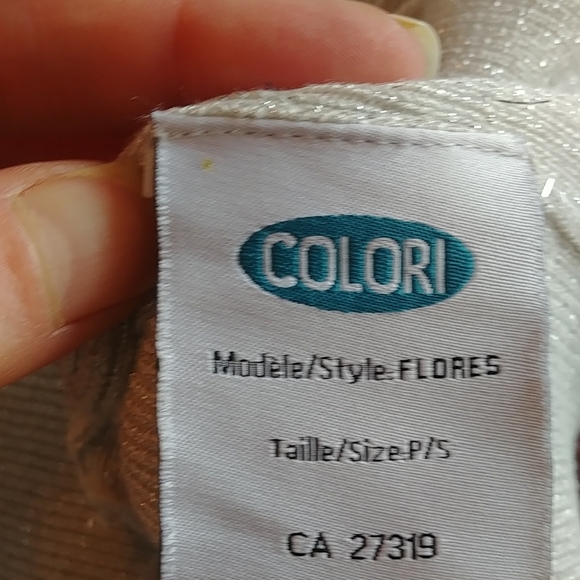 COLORI
Modèle/Style:FLORES
Taille/Size:P/S
CA 27319